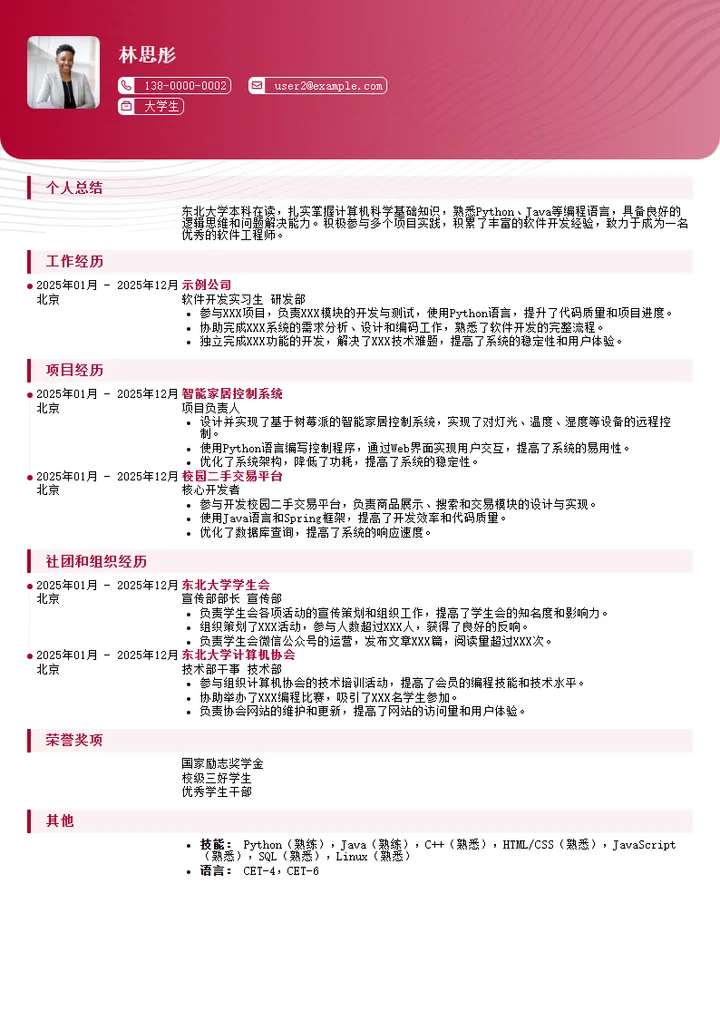 林思彤
138-0000-0002
user2@example.com
大学生
个人总结
东北大学本科在读，扎实掌握计算机科学基础知识，熟悉Python、Java等编程语言，具备良好的
逻辑思维和问题解决能力。积极参与多个项目实践，积累了丰富的软件开发经验，致力于成为一名
优秀的软件工程师。
工作经历
2025年01月 - 2025年12月 示例公司
北京 软件开发实习生 研发部
• 参与XXX项目，负责XXX模块的开发与测试，使用Python语言，提升了代码质量和项目进度。
• 协助完成XXX系统的需求分析、设计和编码工作，熟悉了软件开发的完整流程。
• 独立完成XXX功能的开发，解决了XXX技术难题，提高了系统的稳定性和用户体验。
项目经历
2025年01月 - 2025年12月 智能家居控制系统
北京 项目负责人
• 设计并实现了基于树莓派的智能家居控制系统，实现了对灯光、温度、湿度等设备的远程控
制。
• 使用Python语言编写控制程序，通过Web界面实现用户交互，提高了系统的易用性。
• 优化了系统架构，降低了功耗，提高了系统的稳定性。
2025年01月 - 2025年12月 校园二手交易平台
北京 核心开发者
• 参与开发校园二手交易平台，负责商品展示、搜索和交易模块的设计与实现。
• 使用Java语言和Spring框架，提高了开发效率和代码质量。
• 优化了数据库查询，提高了系统的响应速度。
社团和组织经历
2025年01月 - 2025年12月 东北大学学生会
北京 宣传部部长 宣传部
• 负责学生会各项活动的宣传策划和组织工作，提高了学生会的知名度和影响力。
• 组织策划了XXX活动，参与人数超过XXX人，获得了良好的反响。
• 负责学生会微信公众号的运营，发布文章XXX篇，阅读量超过XXX次。
2025年01月 - 2025年12月 东北大学计算机协会
北京 技术部干事 技术部
• 参与组织计算机协会的技术培训活动，提高了会员的编程技能和技术水平。
• 协助举办了XXX编程比赛，吸引了XXX名学生参加。
• 负责协会网站的维护和更新，提高了网站的访问量和用户体验。
荣誉奖项
国家励志奖学金
校级三好学生
优秀学生干部
其他
• 技能： Python（熟练），Java（熟练），C++（熟悉），HTML/CSS（熟悉），JavaScript
（熟悉），SQL（熟悉），Linux（熟悉）
• 语言： CET-4，CET-6